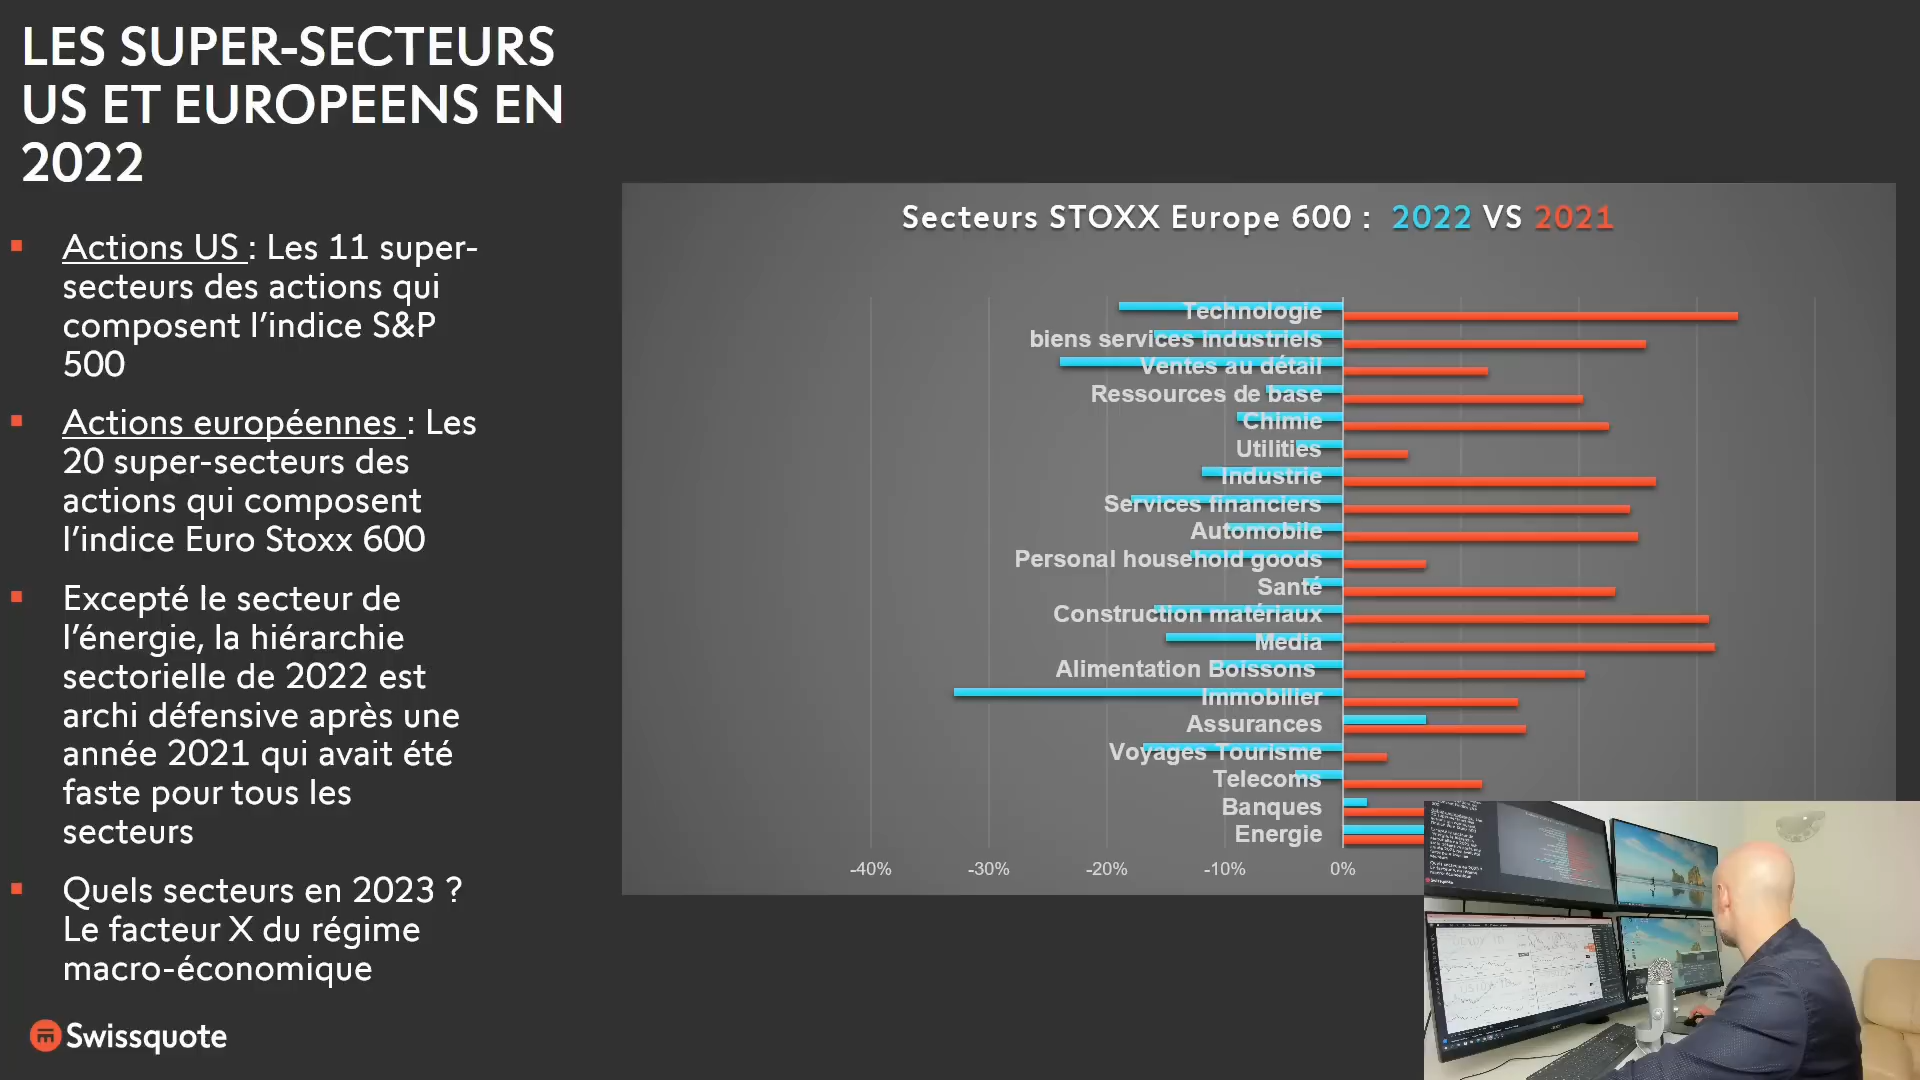 LES SUPER-SECTEURS
US ET EUROPEENS EN
2022
Actions US : Les 11 super-
secteurs des actions qui
composent l’indice S&P
500
Actions européennes : Les
20 super-secteurs des
actions qui composent
l’indice Euro Stoxx 600
Excepté le secteur de
l’énergie, la hiérarchie
sectorielle de 2022 est
archi défensive après une
année 2021 qui avait été
faste pour tous les
secteurs
Quels secteurs en 2023 ?
Le facteur X du régime
macro-économique
Swissquote
Secteurs STOXX Europe 600 : 2022 VS 2021
Technologie
biens services industriels
Ventes au détail
Ressources de base
Chimie
Utilities
Industrie
Services financiers
Automobile
Personal household goods
Santé
Construction matériaux
Media
Alimentation Boissons
Immobilier
Assurances
Voyages Tourisme
Telecoms
Banques
Energie
-40% -30% -20% -10% 0%